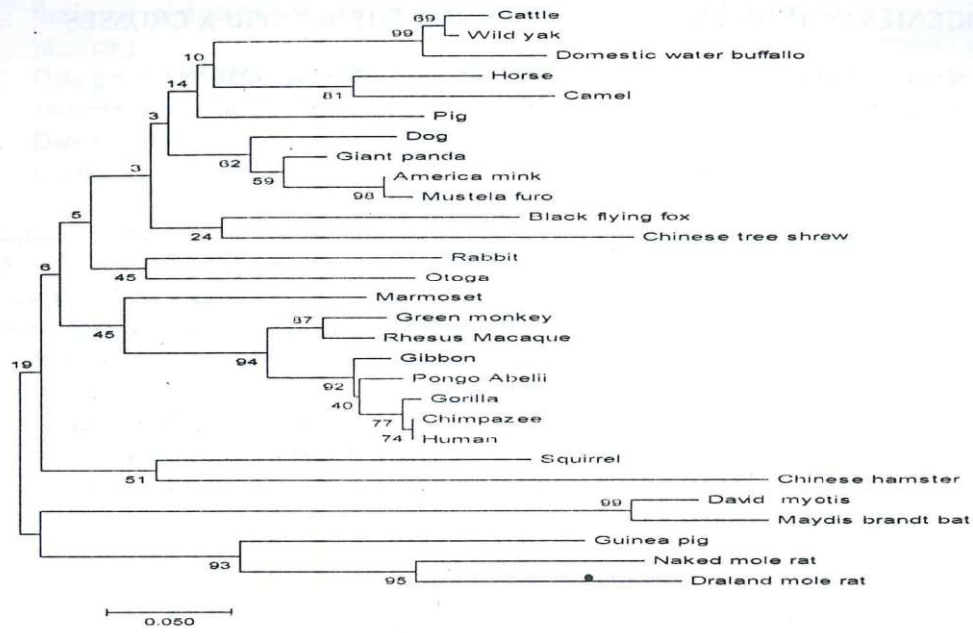 69 Cattle
Wild yak
99
Domestic water buffallo
10
Horse
81 Camel
14
Pig
3
Dog
62
Giant panda
59
America mink
98 Mustela furo
3
Black flying fox
24 Chinese tree shrew
5
Rabbit
45 Otoga
6
Marmoset
87 Green monkey
45
Rhesus Macaque
94
Gibbon
92
Pongo Abelii
40
Gorilla
77 Chimpazee
74 Human
19
Squirrel
51 Chinese hamster
99 David myotis
Maydis brandt bat
Guinea pig
93
Naked mole rat
95 Draland mole rat
0.050